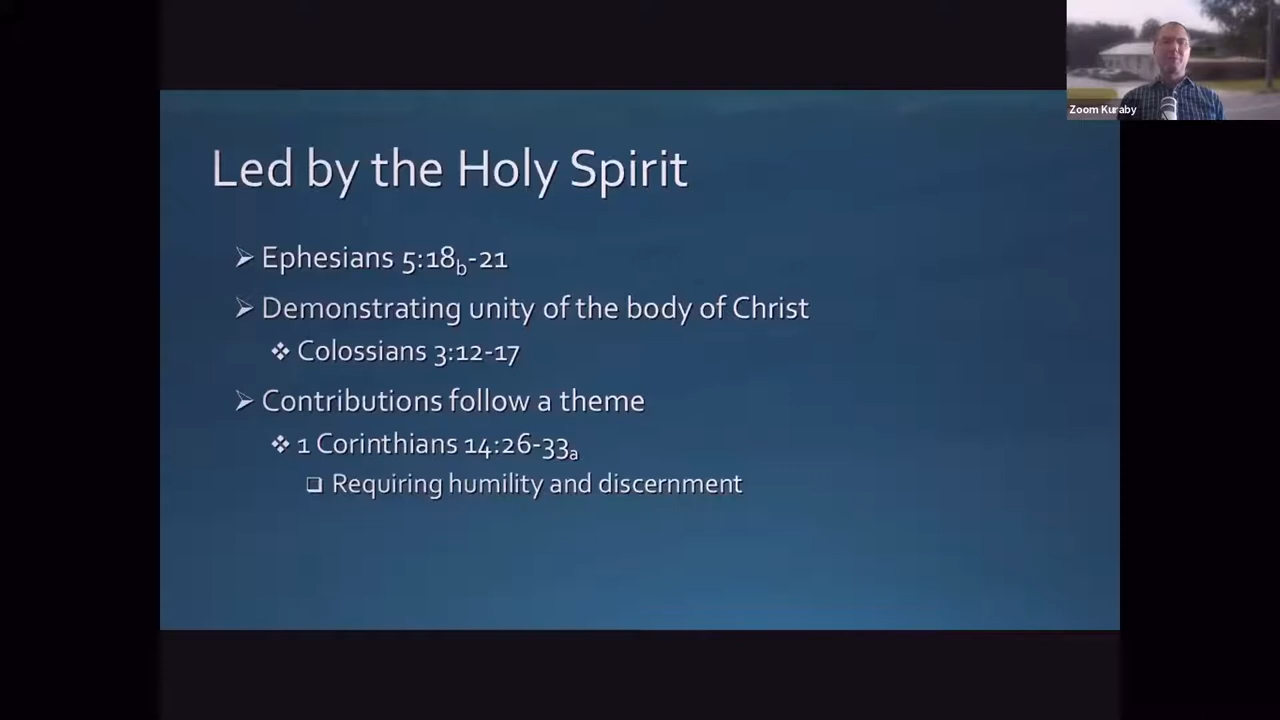 Zoom Kuraby
Led by the Holy Spirit
Ephesians 5:18b-21
Demonstrating unity of the body of Christ
Colossians 3:12-17
Contributions follow a theme
1 Corinthians 14:26-33a
Requiring humility and discernment